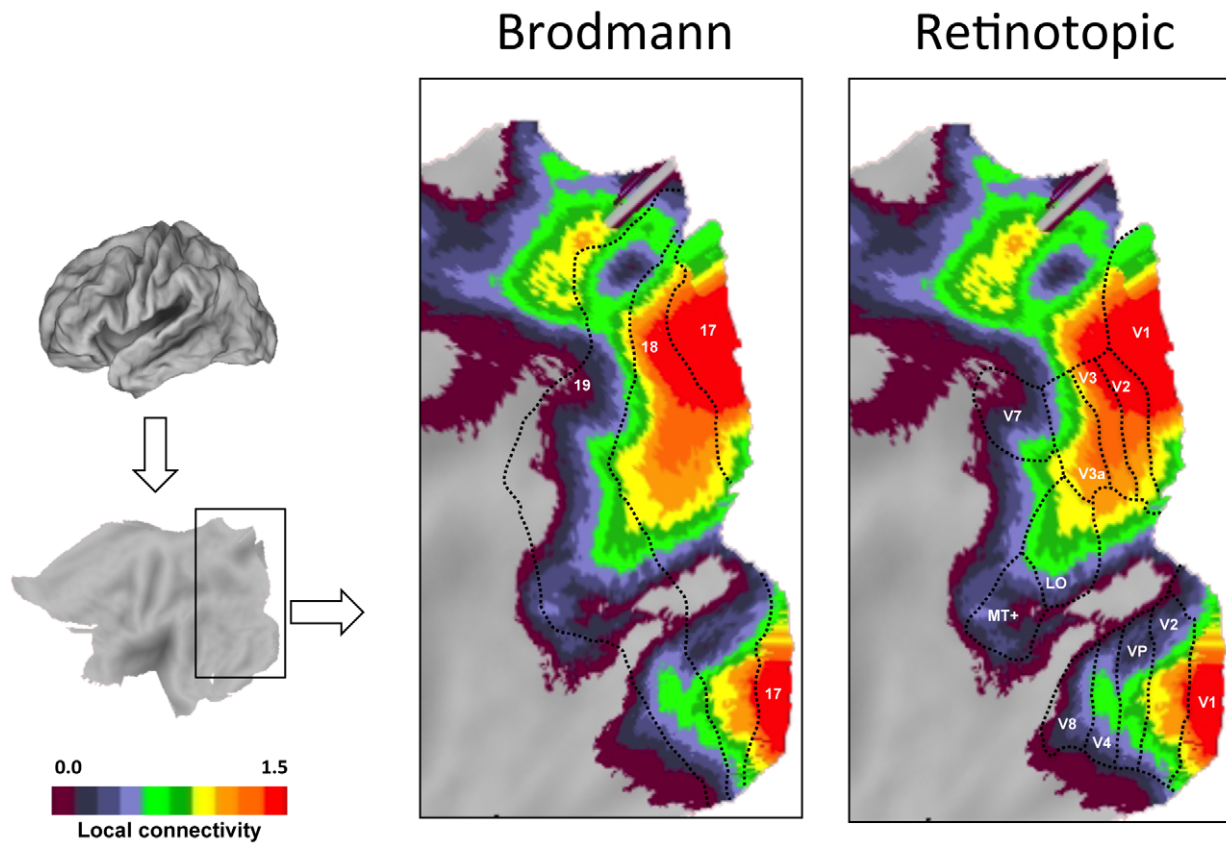 Brodmann
Retinotopic
17
18
19
17
V1
V3
V2
V7
V3a
LO
MT+
V2
VP
V8
V4
V1
0.0 1.5
Local connectivity